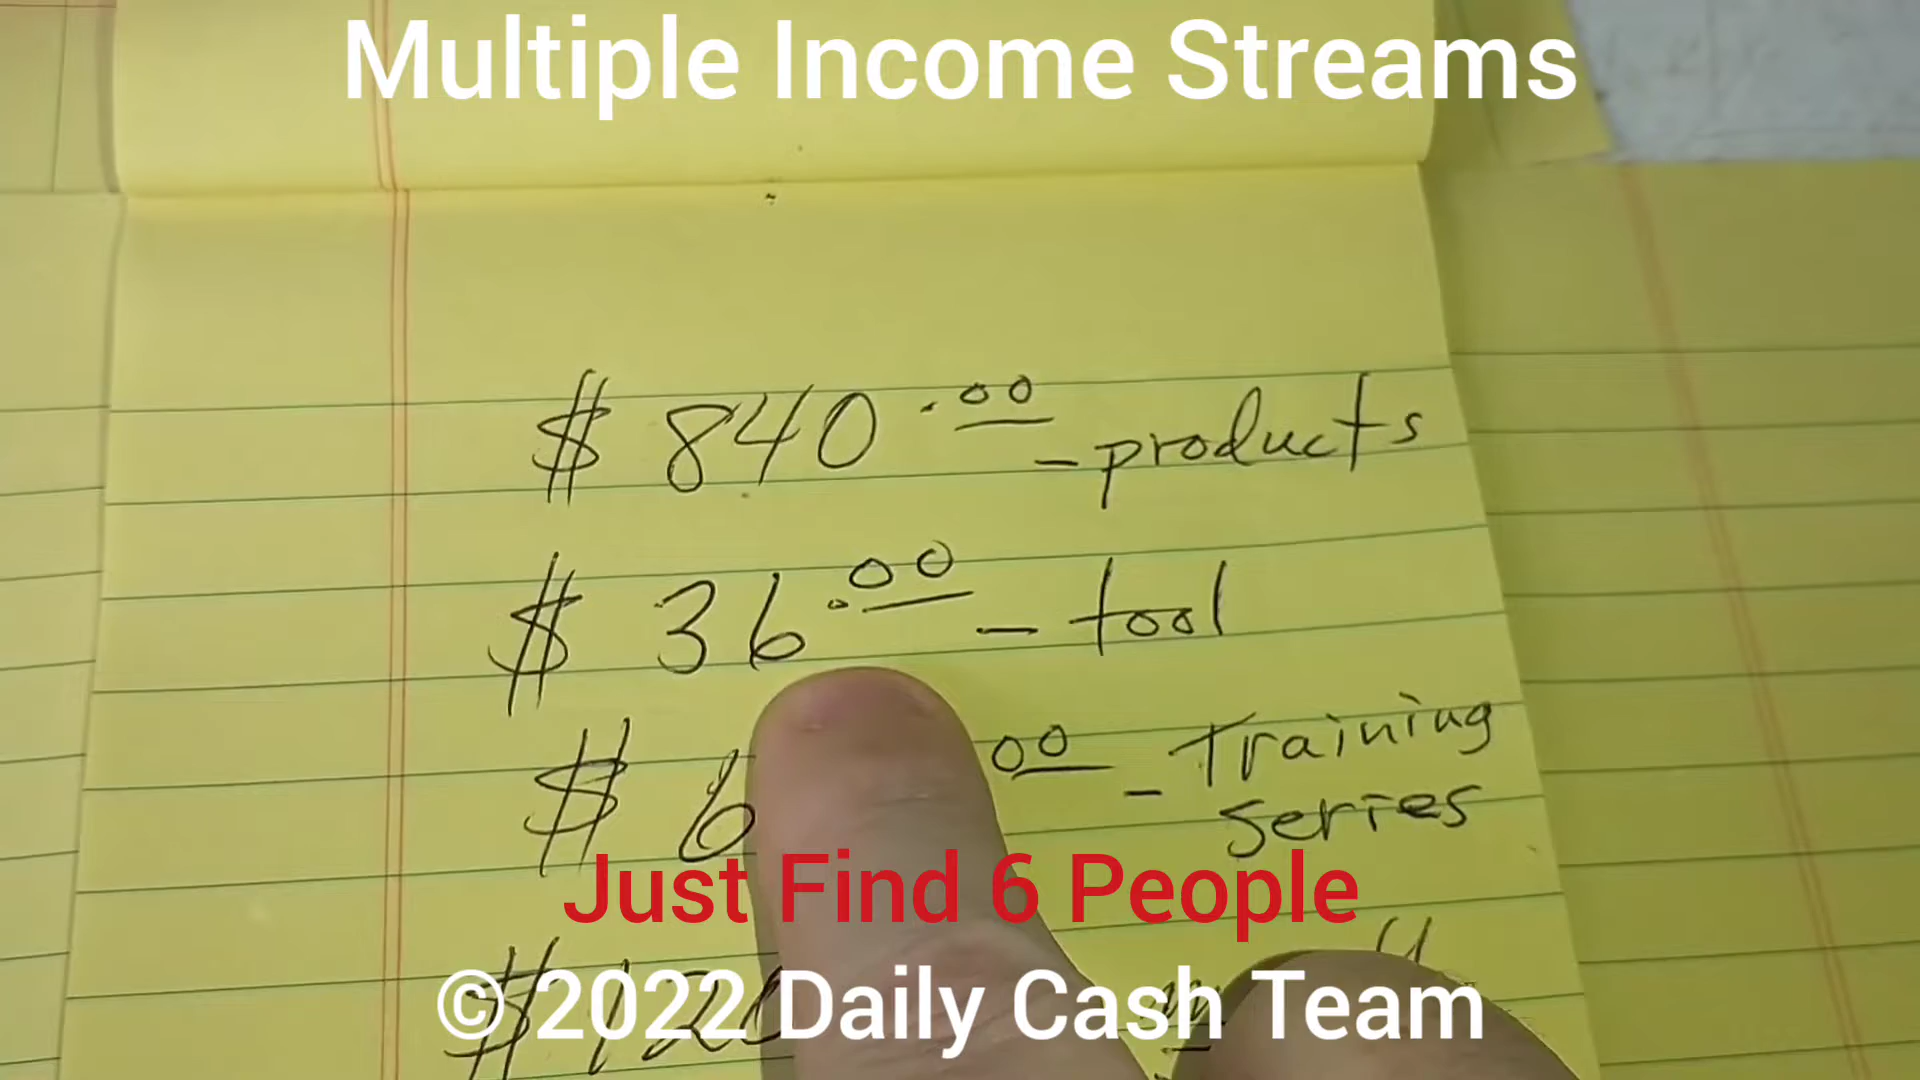 Multiple Income Streams
$ 840.00 - products
$ 36.00 - tool
$ 6 00 - Training
series
Just Find 6 People
$ 120
© 2022 Daily Cash Team